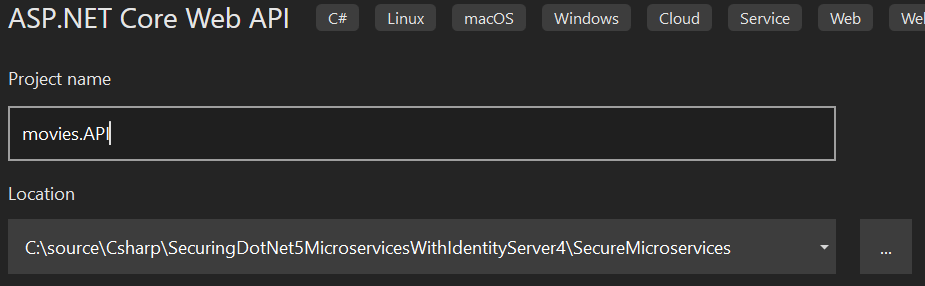 ASP.NET Core Web API C# Linux macOS Windows Cloud Service Web
Project name
movies.API
Location
C:\source\Csharp\SecuringDotNet5MicroservicesWithIdentityServer4\SecureMicroservices ...